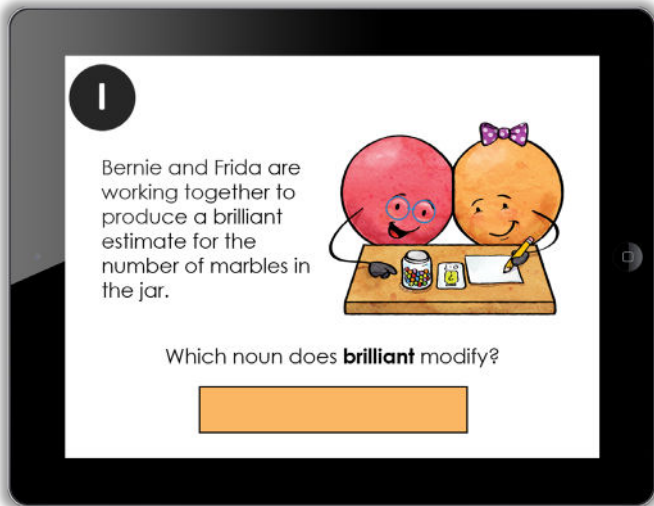 1
Bernie and Frida are
working together to
produce a brilliant
estimate for the
number of marbles in
the jar.
Which noun does brilliant modify?